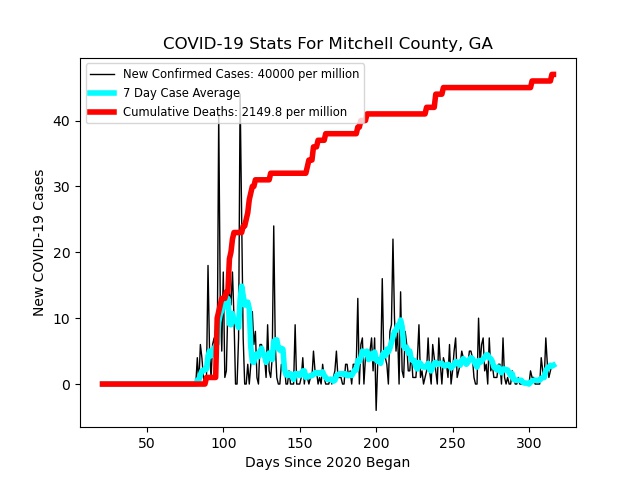 COVID-19 Stats For Mitchell County, GA
New Confirmed Cases: 40000 per million
7 Day Case Average
Cumulative Deaths: 2149.8 per million
New COVID-19 Cases
40
30
20
10
0
50 100 150 200 250 300
Days Since 2020 Began